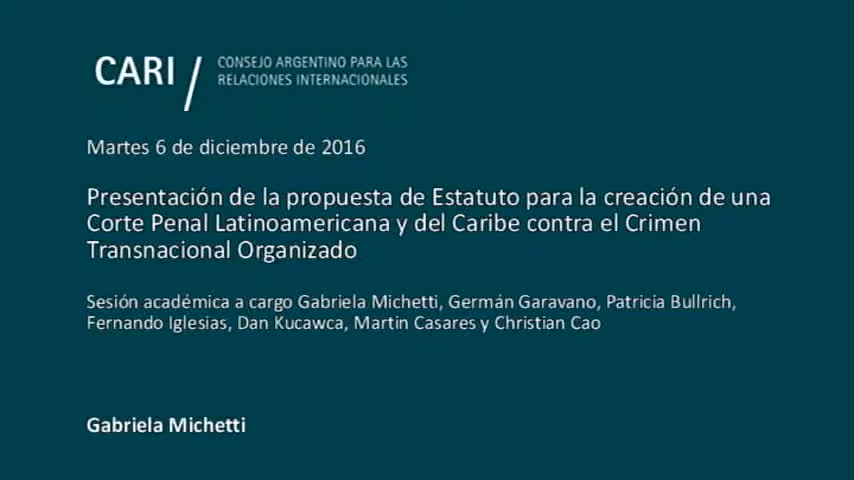 CARI / CONSEJO ARGENTINO PARA LAS
RELACIONES INTERNACIONALES
Martes 6 de diciembre de 2016
Presentación de la propuesta de Estatuto para la creación de una
Corte Penal Latinoamericana y del Caribe contra el Crimen
Transnacional Organizado
Sesión académica a cargo Gabriela Michetti, Germán Garavano, Patricia Bullrich,
Fernando Iglesias, Dan Kucawca, Martin Casares y Christian Cao
Gabriela Michetti